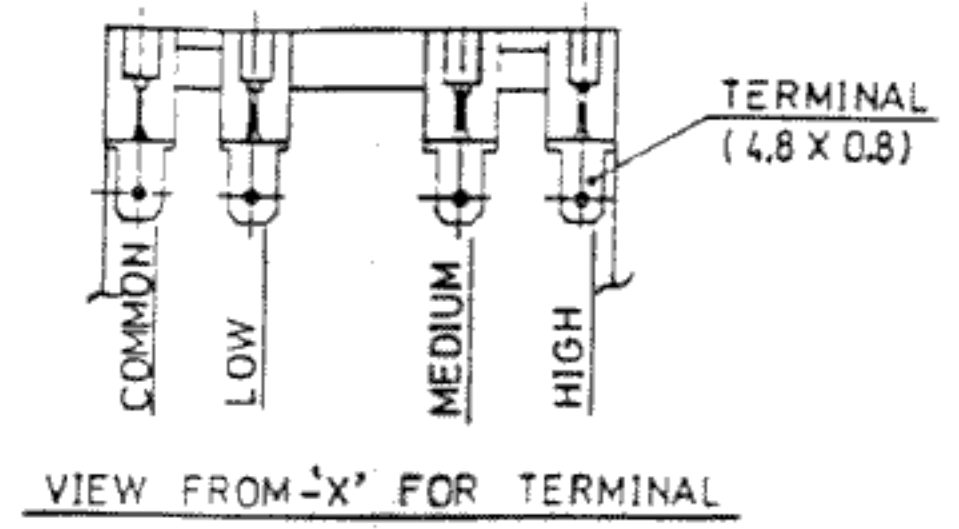 TERMINAL
(4.8 X 0.8)
COMMON
LOW
MEDIUM
HIGH
VIEW FROM-'X' FOR TERMINAL